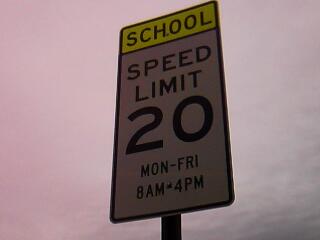 SCHOOL
SPEED
LIMIT
20
MON-FRI
8AM*4PM